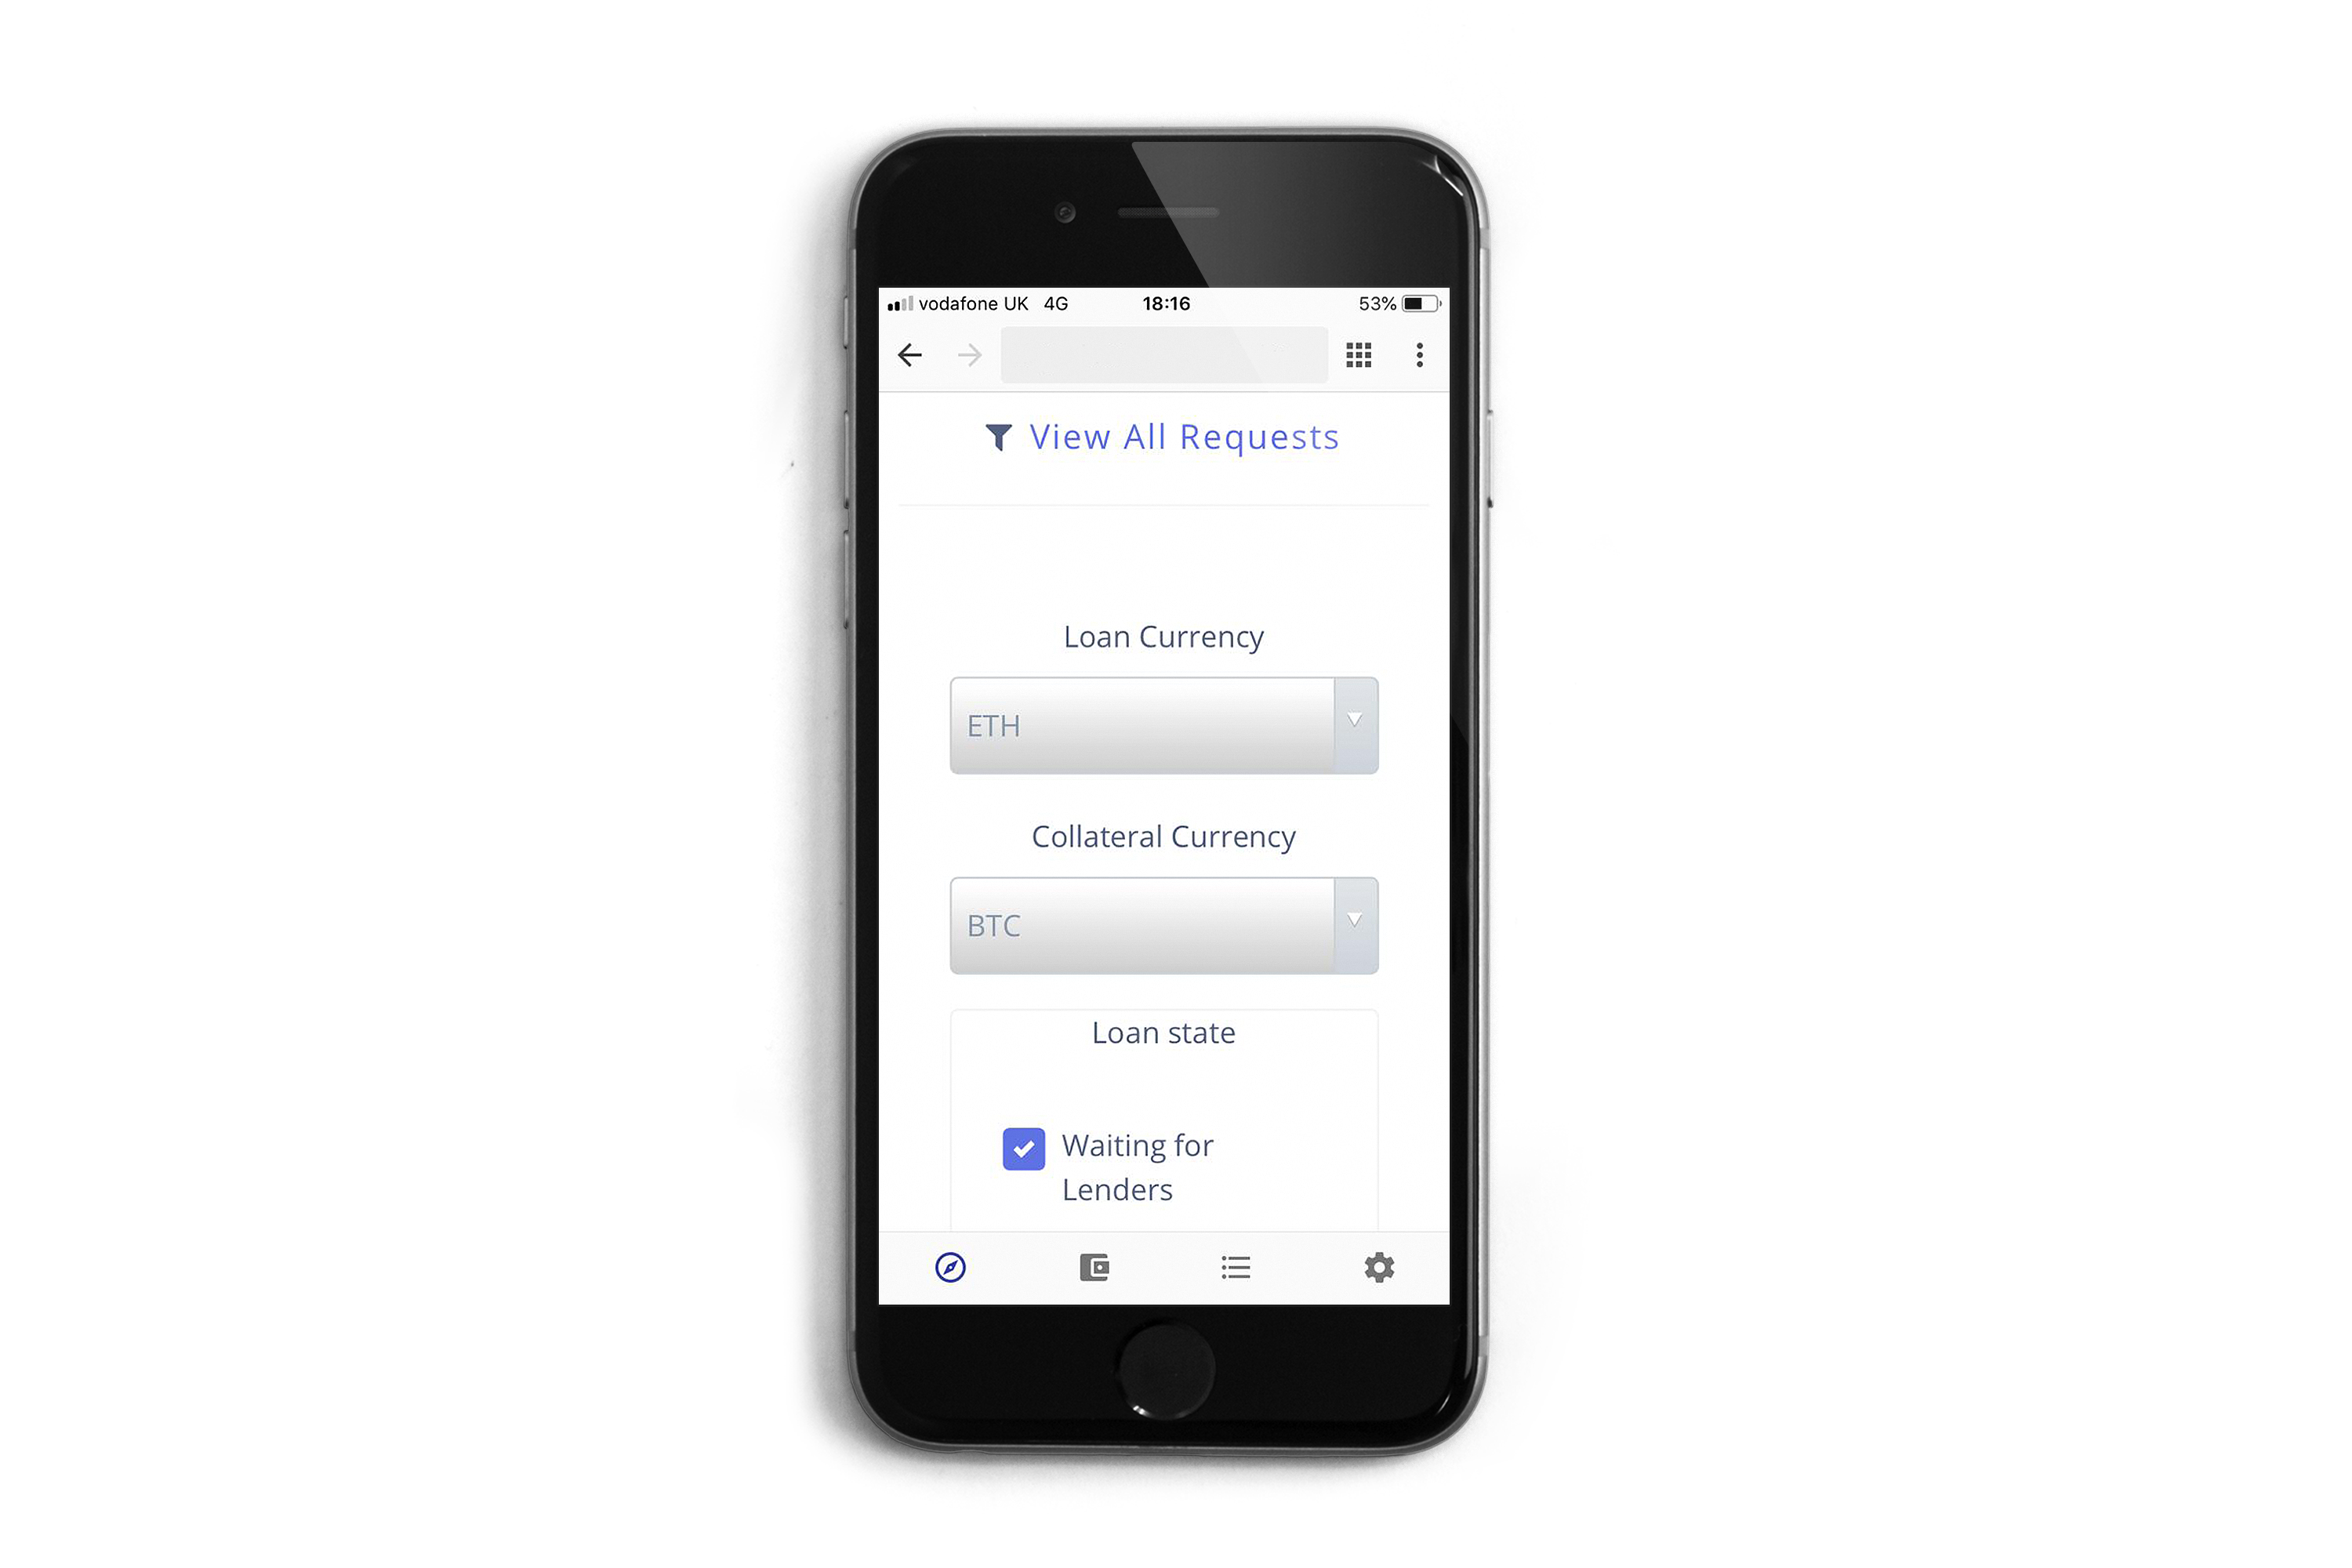 vodafone UK 4G 18:16 53%
View All Requests
Loan Currency
ETH
Collateral Currency
BTC
Loan state
Waiting for
Lenders